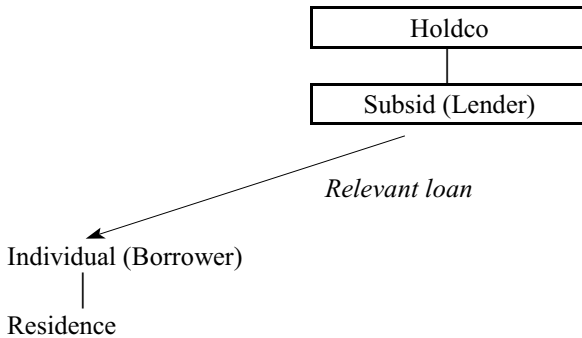 Holdco
Subsid (Lender)
Relevant loan
Individual (Borrower)
Residence